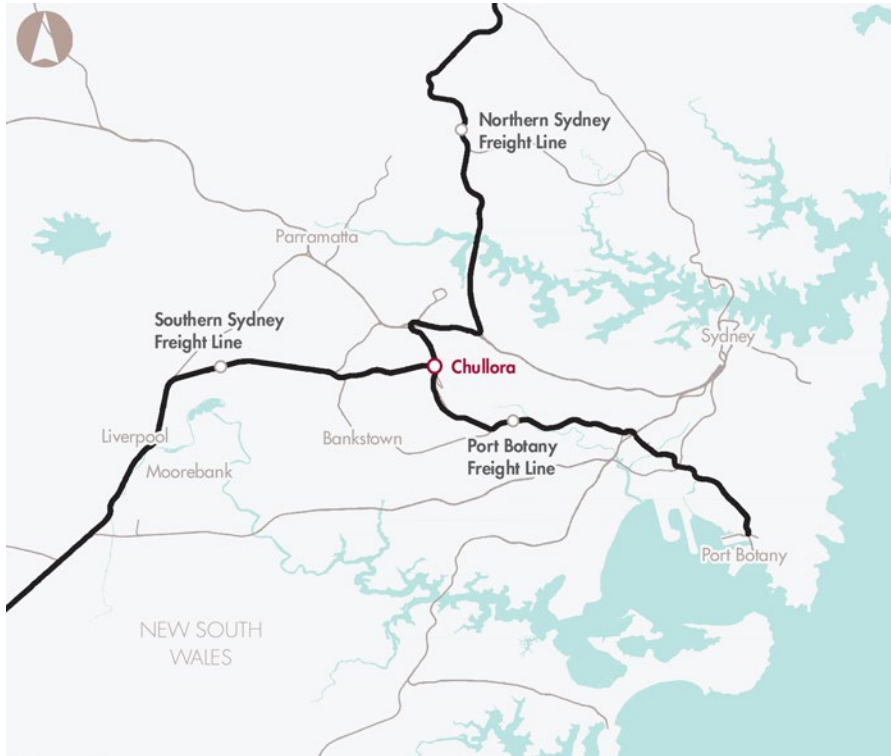 Northern Sydney
Freight Line
Parramatta
Southern Sydney
Freight Line
Sydney
Chullora
Liverpool
Bankstown
Moorebank
Port Botany
Freight Line
Port Botany
NEW SOUTH
WALES